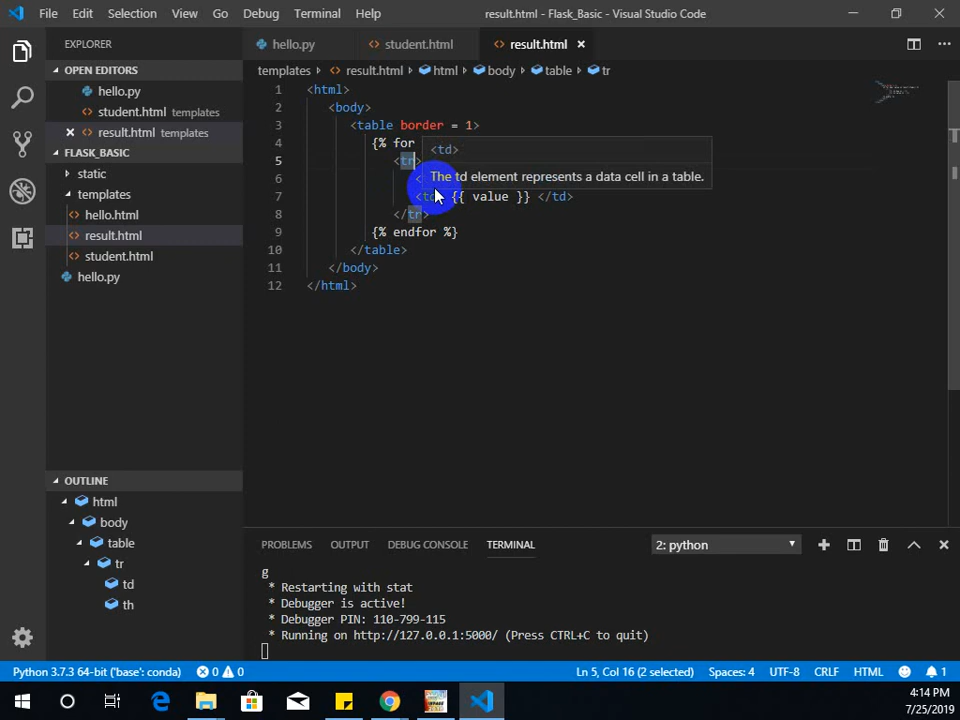 File Edit Selection View Go Debug Terminal Help result.html - Flask_Basic - Visual Studio Code
EXPLORER
hello.py student.html result.html
OPEN EDITORS
hello.py
student.html templates
result.html templates
FLASK_BASIC
static
templates
hello.html
result.html
student.html
hello.py
templates result.html html body table tr
1 <html>
2 <body>
3 <table border = 1>
4 {% for
5 <tr>
6 <
7 <td> {{ value }} </td>
8 </tr>
9 {% endfor %}
10 </table>
11 </body>
12 </html>
<td>
The td element represents a data cell in a table.
OUTLINE
html
body
table
tr
td
th
PROBLEMS OUTPUT DEBUG CONSOLE TERMINAL 2: python
g
* Restarting with stat
* Debugger is active!
* Debugger PIN: 110-799-115
* Running on http://127.0.0.1:5000/ (Press CTRL+C to quit)
Python 3.7.3 64-bit ('base': conda) 0 0 Ln 5, Col 16 (2 selected) Spaces: 4 UTF-8 CRLF HTML 1
4:14 PM
7/25/2019